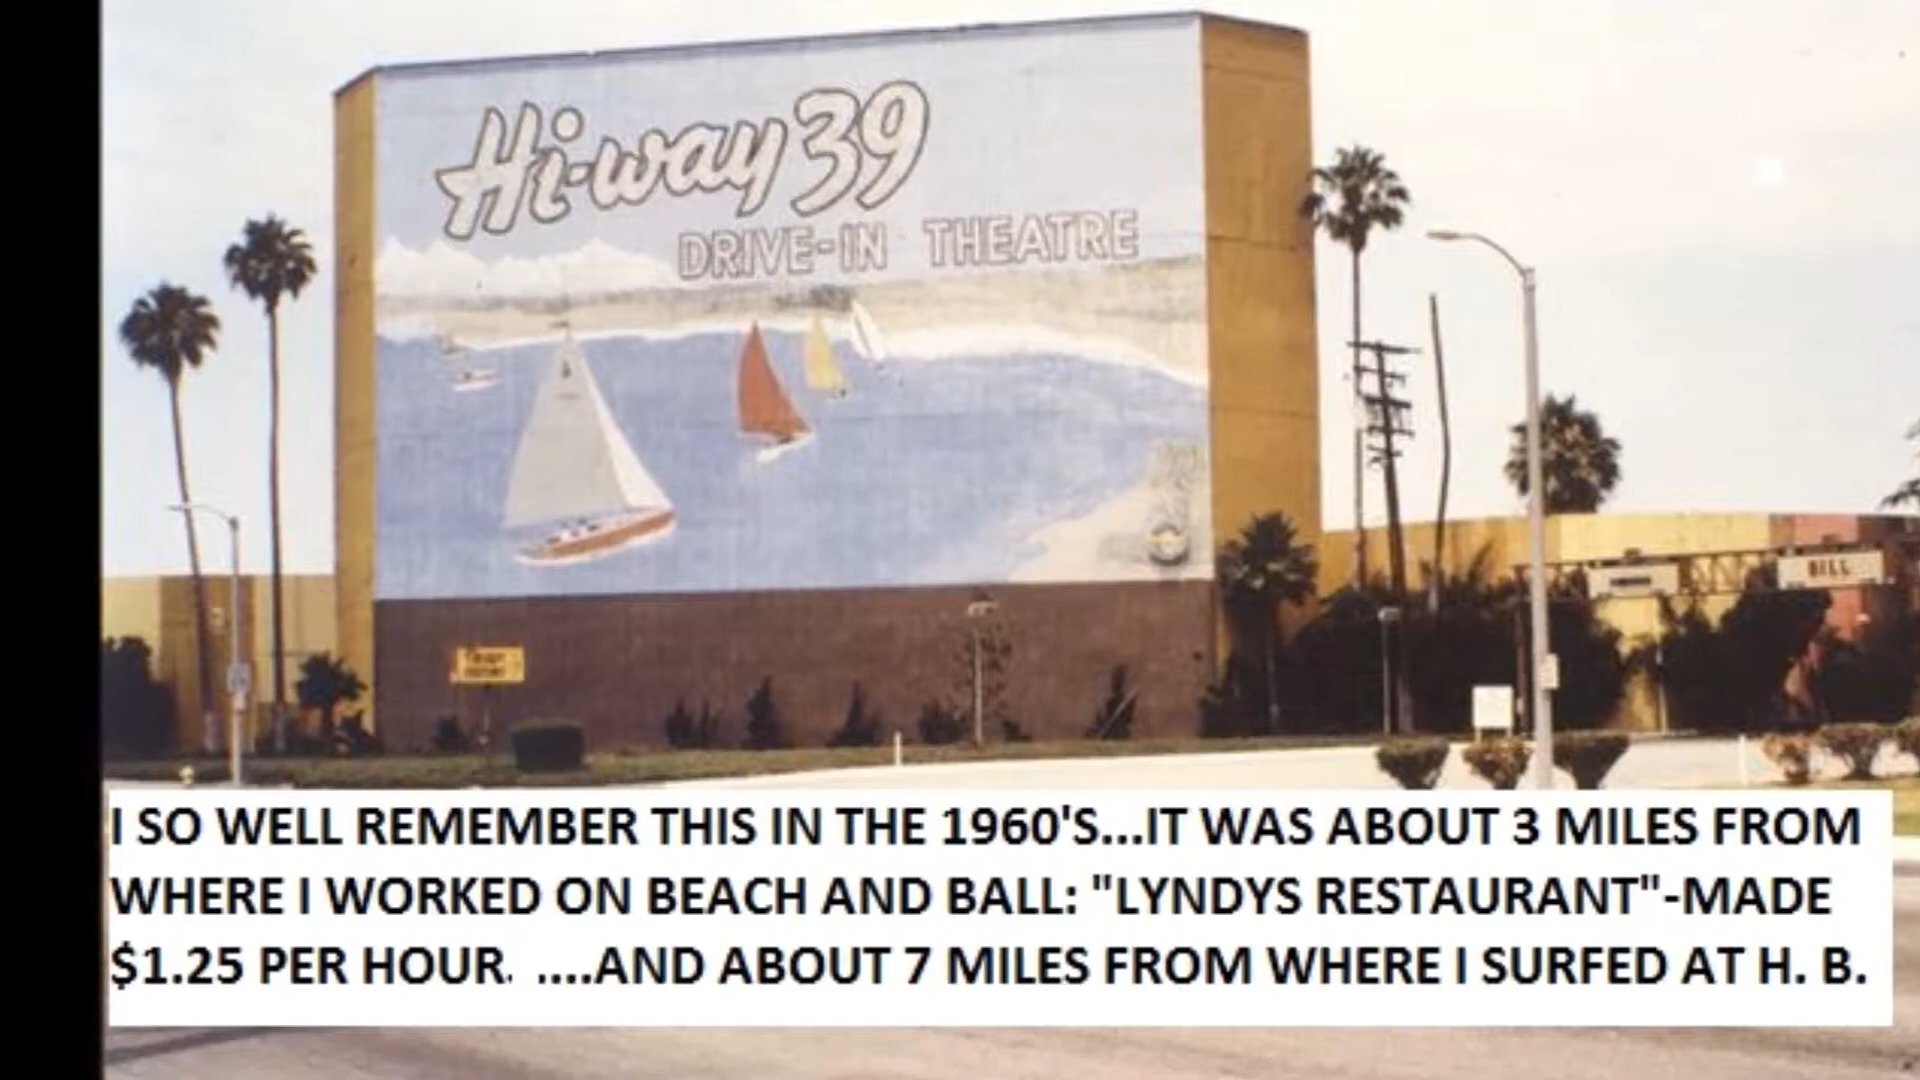 Hi-way 39
DRIVE-IN THEATRE
BILL
I SO WELL REMEMBER THIS IN THE 1960'S...IT WAS ABOUT 3 MILES FROM
WHERE I WORKED ON BEACH AND BALL: "LYNDYS RESTAURANT"-MADE
$1.25 PER HOUR. ....AND ABOUT 7 MILES FROM WHERE I SURFED AT H. B.